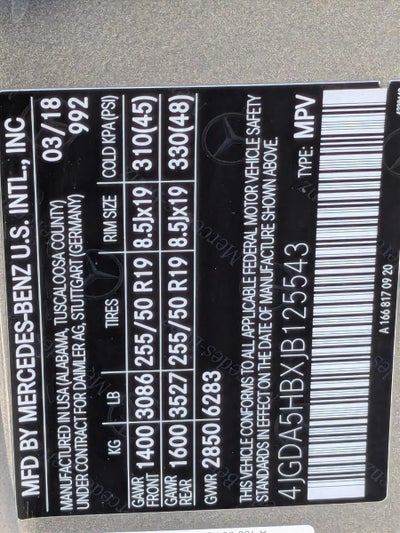 MFD BY MERCEDES-BENZ U.S. INTL., INC
MANUFACTURED IN USA (ALABAMA, TUSCALOOSA COUNTY) 03/18
UNDER CONTRACT FOR DAIMLER AG, STUTTGART (GERMANY) 992
KG LB TIRES RIM SIZE COLD KPA(PSI)
GAWR FRONT 1400 3086 255/50 R19 8.5Jx19 310(45)
GAWR REAR 1600 3527 255/50 R19 8.5Jx19 330(48)
GWR 2850 6283
THIS VEHICLE CONFORMS TO ALL APPLICABLE FEDERAL MOTOR VEHICLE SAFETY
STANDARDS IN EFFECT ON THE DATE OF MANUFACTURE SHOWN ABOVE.
4JGDA5HBXJB125543 TYPE: MPV
A 166 817 09 20